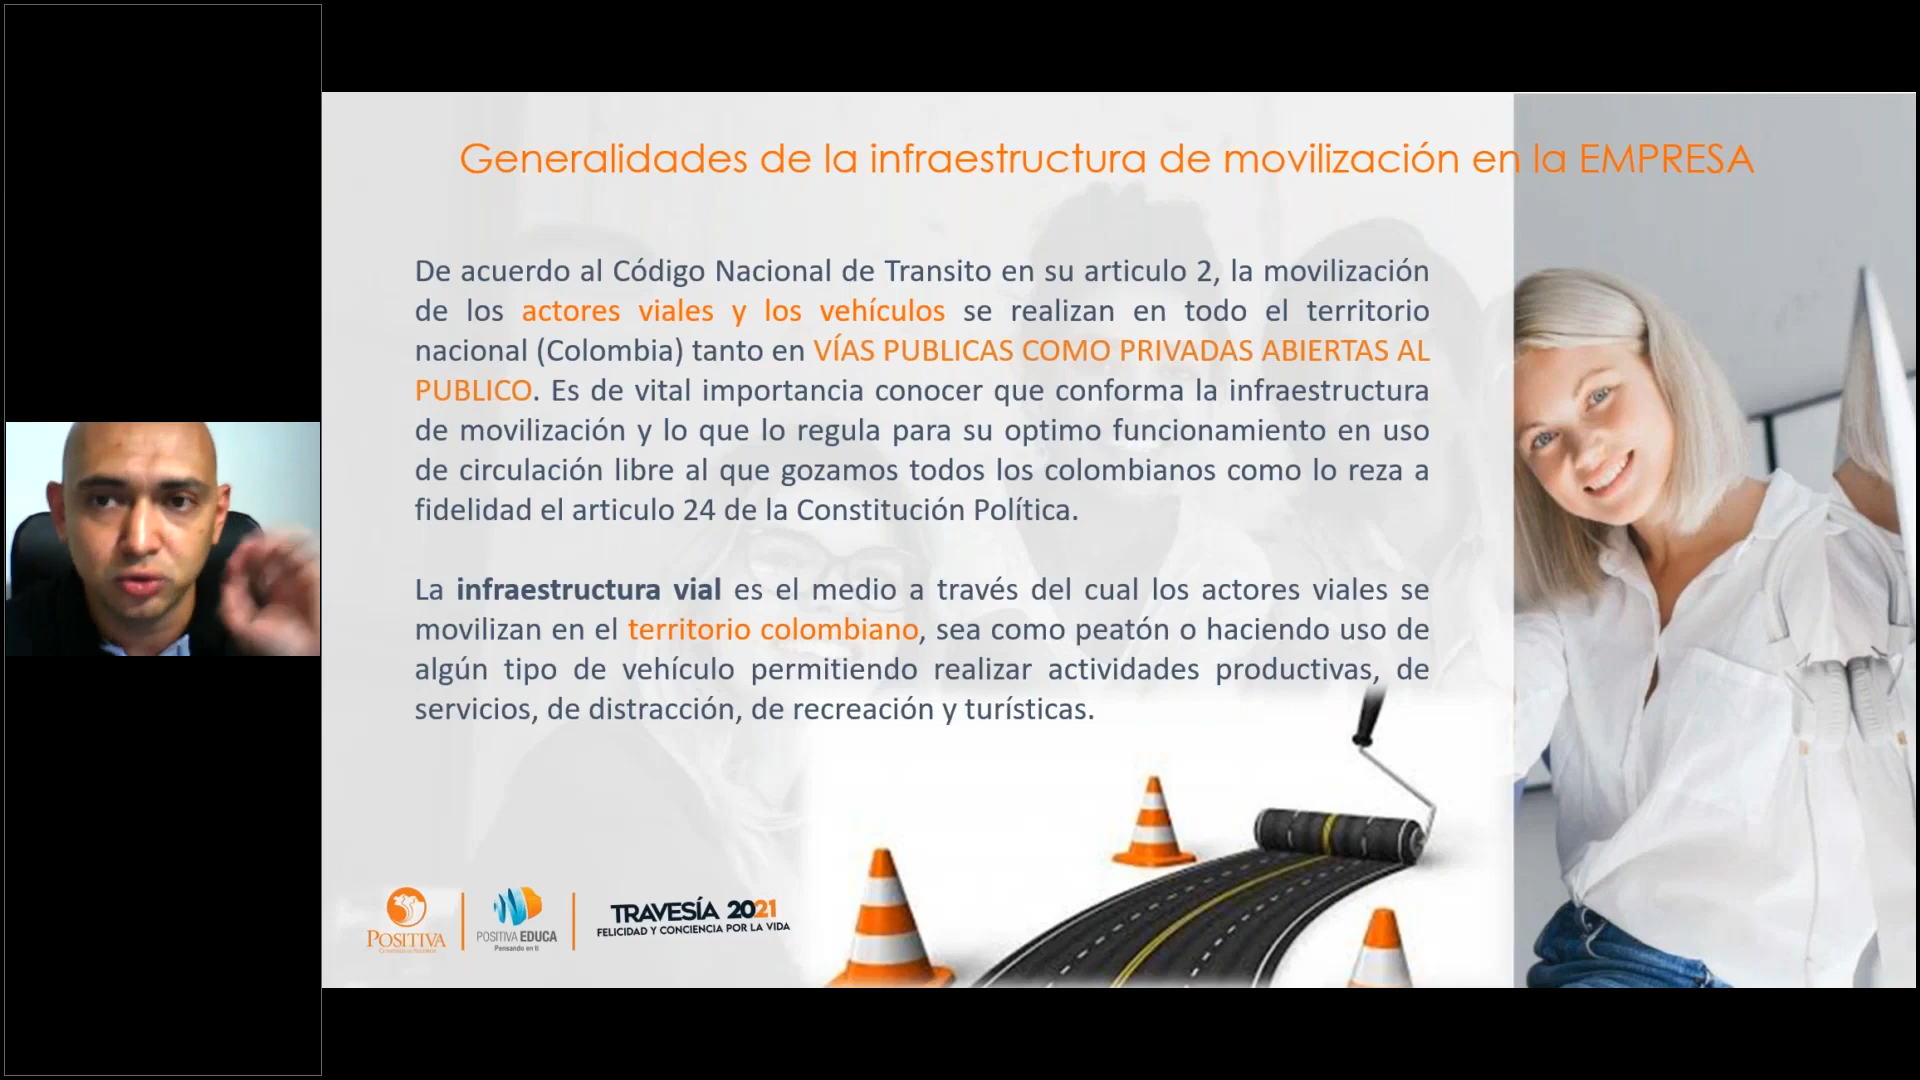 Generalidades de la infraestructura de movilización en la EMPRESA
De acuerdo al Código Nacional de Transito en su articulo 2, la movilización
de los actores viales y los vehículos se realizan en todo el territorio
nacional (Colombia) tanto en VÍAS PUBLICAS COMO PRIVADAS ABIERTAS AL
PUBLICO. Es de vital importancia conocer que conforma la infraestructura
de movilización y lo que lo regula para su optimo funcionamiento en uso
de circulación libre al que gozamos todos los colombianos como lo reza a
fidelidad el articulo 24 de la Constitución Política.
La infraestructura vial es el medio a través del cual los actores viales se
movilizan en el territorio colombiano, sea como peatón o haciendo uso de
algún tipo de vehículo permitiendo realizar actividades productivas, de
servicios, de distracción, de recreación y turísticas.
POSITIVA
COMPAÑÍA DE SEGUROS
POSITIVA EDUCA
Pensando en ti
TRAVESÍA 2021
FELICIDAD Y CONCIENCIA POR LA VIDA